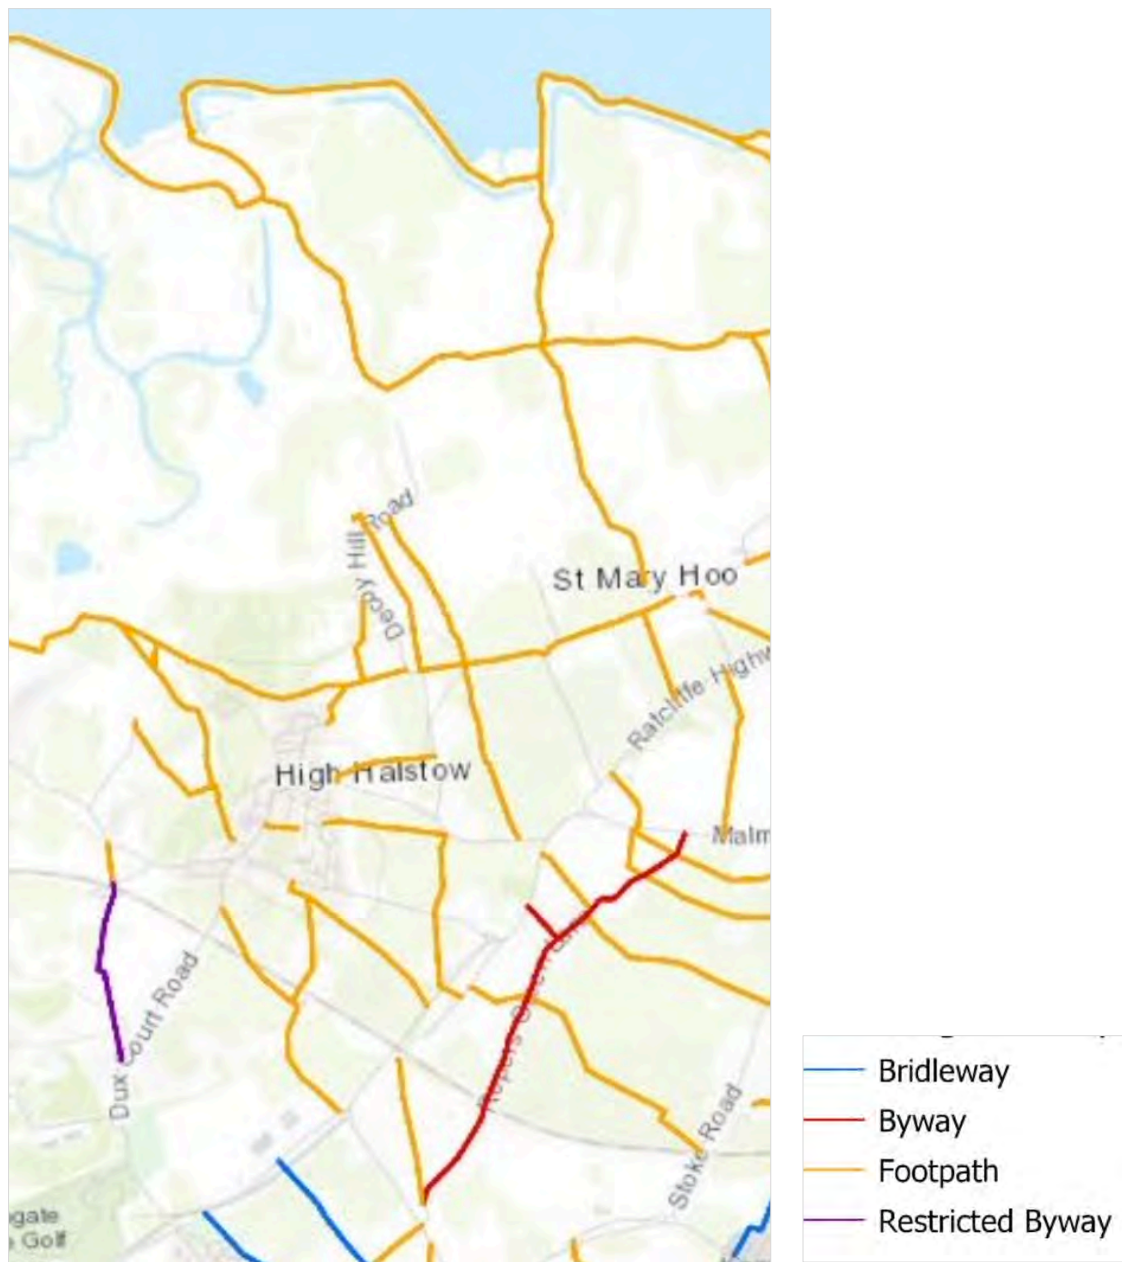 Decoy Hill Road
St Mary Hoo
Ratcliffe Highw
High Halstow
Malm
Dux Court Road
Stoke Road
gate
Golf
Bridleway
Byway
Footpath
Restricted Byway